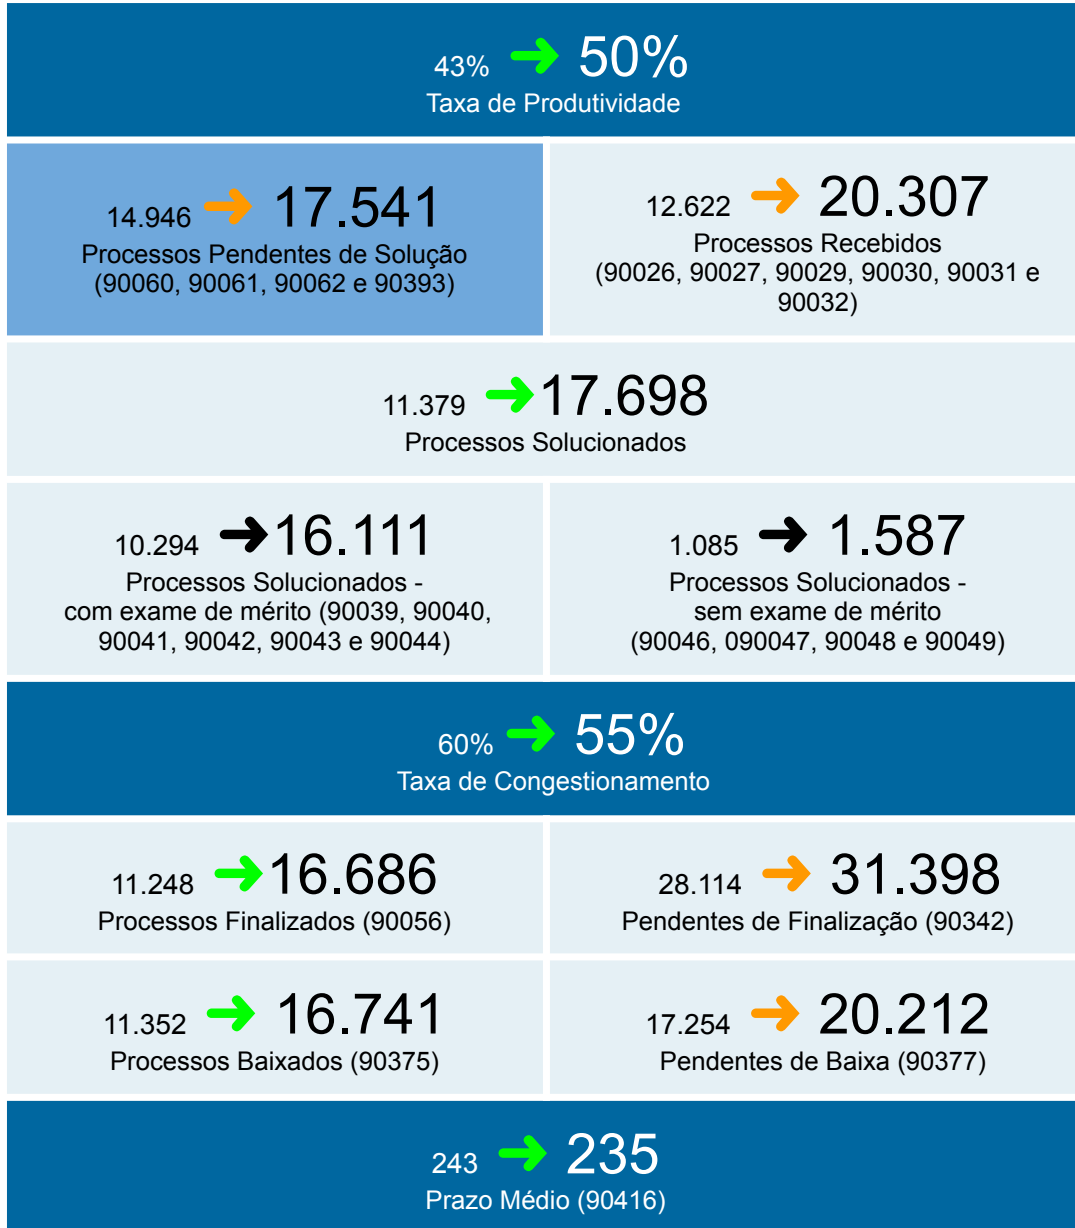 43% 50%
Taxa de Produtividade
14.946 17.541
Processos Pendentes de Solução
(90060, 90061, 90062 e 90393)
12.622 20.307
Processos Recebidos
(90026, 90027, 90029, 90030, 90031 e
90032)
11.379 17.698
Processos Solucionados
10.294 16.111
Processos Solucionados -
com exame de mérito (90039, 90040,
90041, 90042, 90043 e 90044)
1.085 1.587
Processos Solucionados -
sem exame de mérito
(90046, 090047, 90048 e 90049)
60% 55%
Taxa de Congestionamento
11.248 16.686
Processos Finalizados (90056)
28.114 31.398
Pendentes de Finalização (90342)
11.352 16.741
Processos Baixados (90375)
17.254 20.212
Pendentes de Baixa (90377)
243 235
Prazo Médio (90416)